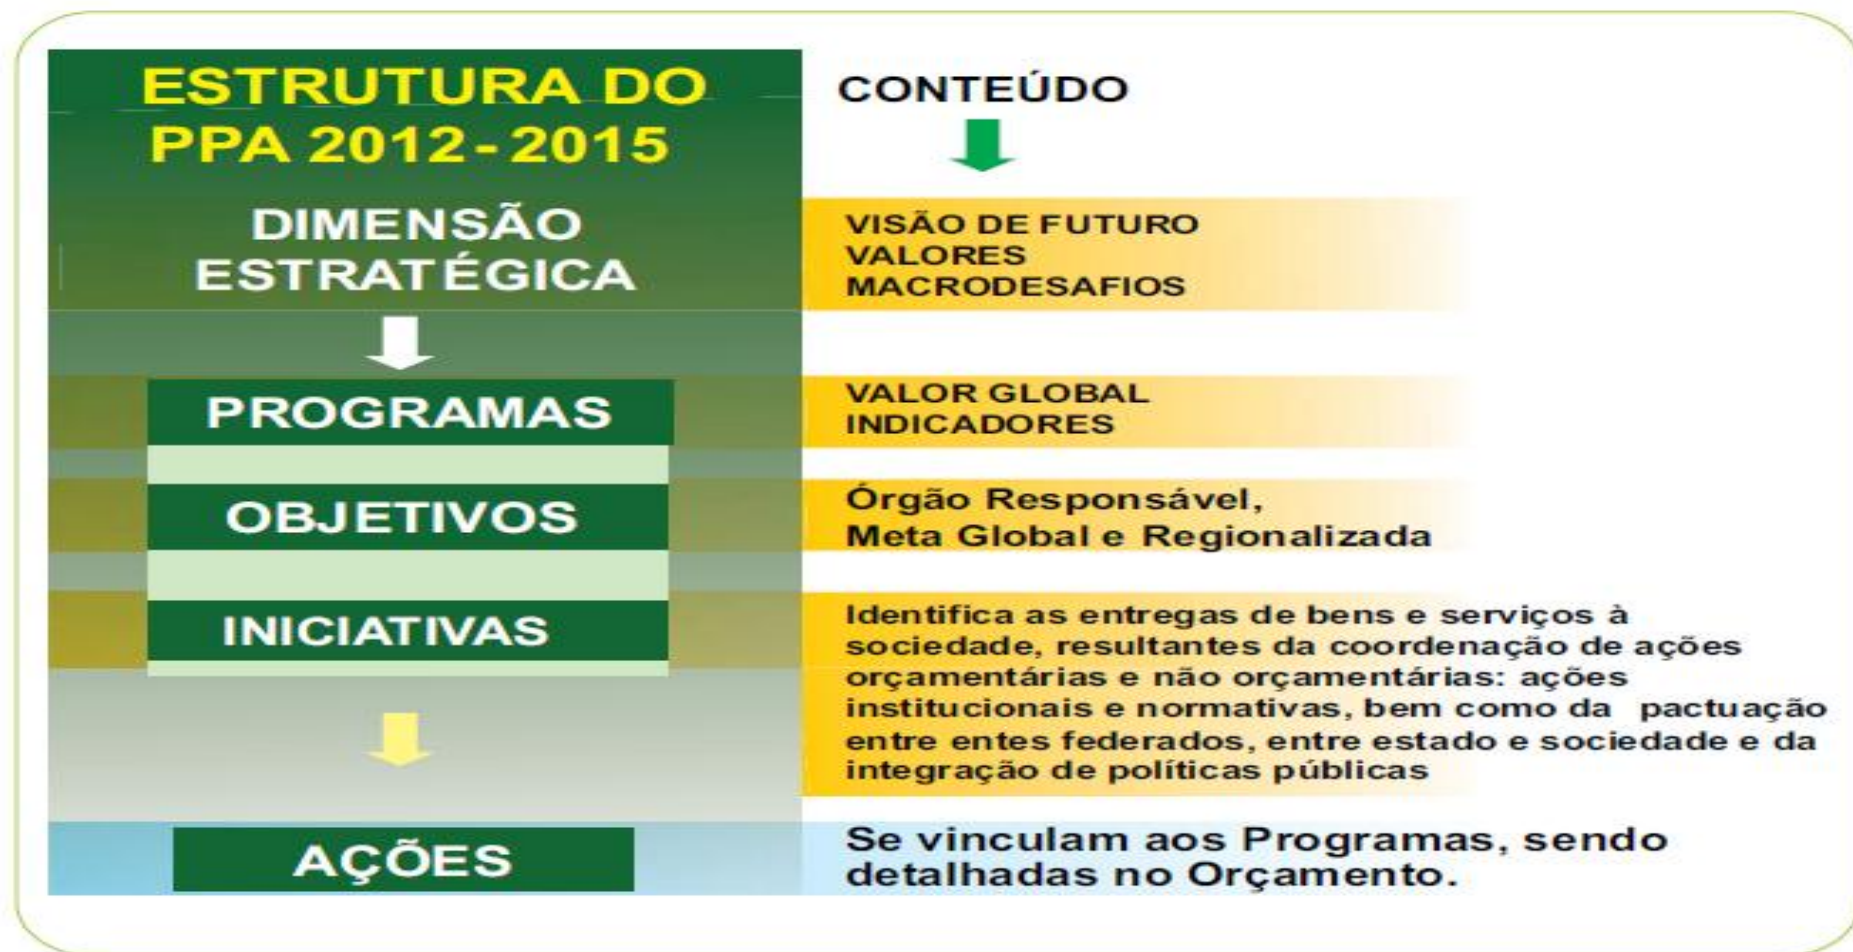 ESTRUTURA DO
PPA 2012 - 2015
CONTEÚDO
DIMENSÃO
ESTRATÉGICA
VISÃO DE FUTURO
VALORES
MACRODESAFIOS
PROGRAMAS
VALOR GLOBAL
INDICADORES
OBJETIVOS
Órgão Responsável,
Meta Global e Regionalizada
INICIATIVAS
Identifica as entregas de bens e serviços à
sociedade, resultantes da coordenação de ações
orçamentárias e não orçamentárias: ações
institucionais e normativas, bem como da pactuação
entre entes federados, entre estado e sociedade e da
integração de políticas públicas
AÇÕES
Se vinculam aos Programas, sendo
detalhadas no Orçamento.